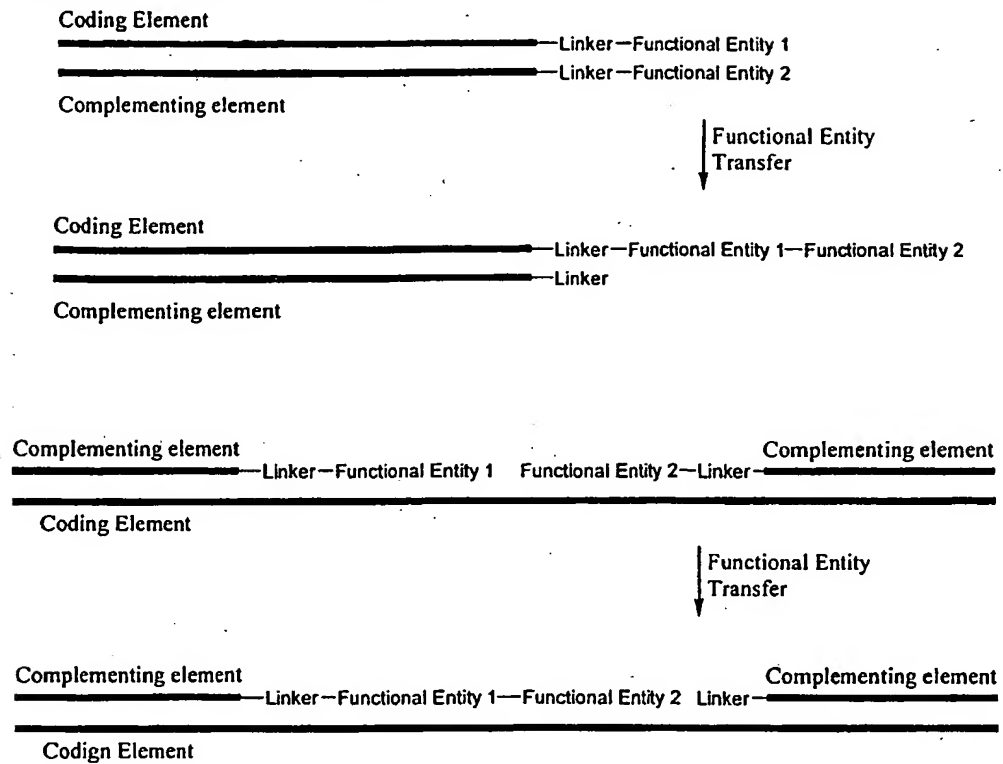 Coding Element
—Linker—Functional Entity 1
—Linker—Functional Entity 2
Complementing element
Functional Entity
Transfer
Coding Element
—Linker—Functional Entity 1—Functional Entity 2
—Linker
Complementing element
Complementing element
—Linker—Functional Entity 1
Functional Entity 2—Linker—
Complementing element
Coding Element
Functional Entity
Transfer
Complementing element
—Linker—Functional Entity 1—Functional Entity 2
Linker—
Complementing element
Codign Element